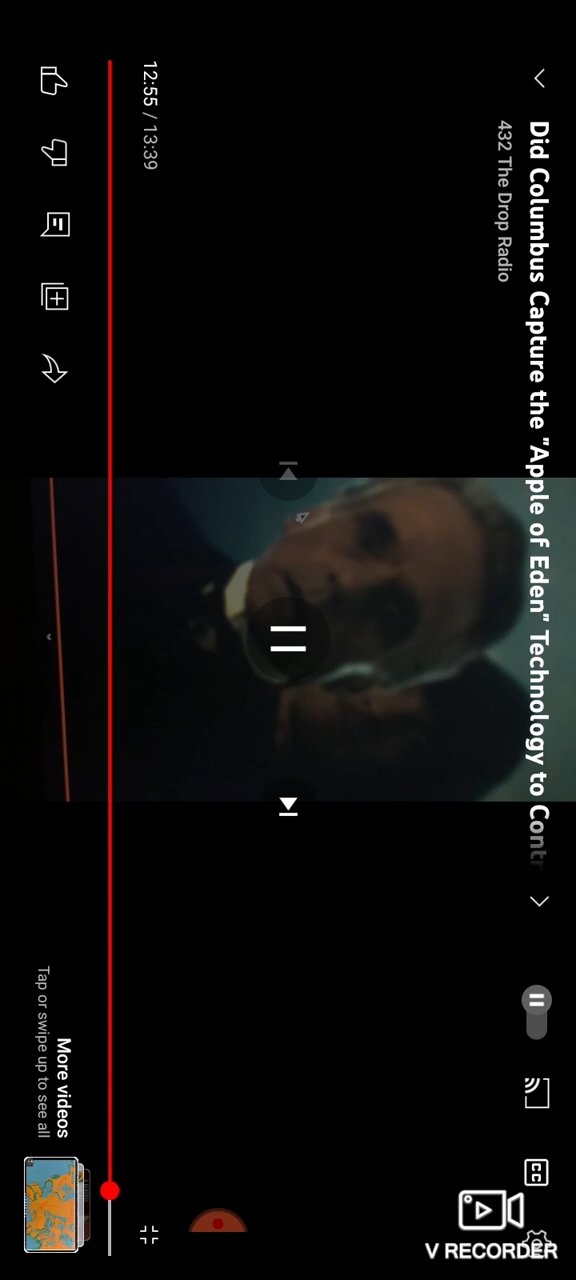 Did Columbus Capture the "Apple of Eden" Technology to Contr
432 The Drop Radio
12:55 / 13:39
More videos
Tap or swipe up to see all
CC
V RECORDER